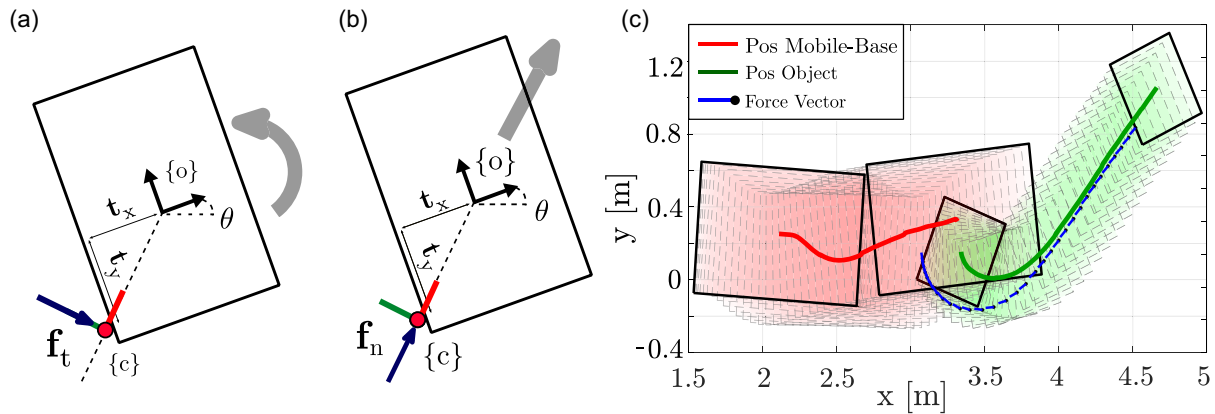 (a)
{o}
t_x
θ
t_y
f_t
{c}
(b)
{o}
t_x
θ
t_y
f_n
{c}
(c)
Pos Mobile-Base
Pos Object
Force Vector
y [m]
1.2
0.8
0.4
0
-0.4
1.5 2 2.5 3 3.5 4 4.5 5
x [m]